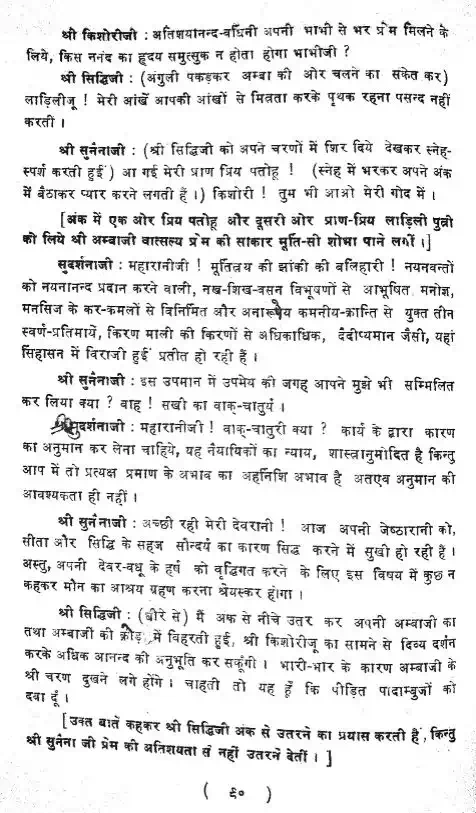 श्री किशोरीजी : अतिशयानन्द-वर्धिनी अपनी भाभी से भर प्रेम मिलने के
लिये, किस ननंद का हृदय समुत्सुक न होता होगा भाभीजी ?
श्री सिद्धिजी : (अंगुली पकड़कर अम्बा की ओर चलने का संकेत कर)
लाड़िलीजु ! मेरी आंखें आपकी आंखों से मित्रता करके पृथक रहना पसन्द नहीं
करती ।
श्री सुनैनाजी : (श्री सिद्धिजी को अपने चरणों में शिर दिये देखकर स्नेह-
स्पर्श करती हुई) आ गई मेरी प्राण प्रिय पतोहू ! (स्नेह में भरकर अपने अंक
में बैठाकर प्यार करने लगती हैं ।) किशोरी ! तुम भी आओ मेरी गोद में ।
[अंक में एक ओर प्रिय पतोहू और दूसरी ओर प्राण-प्रिय लाड़िली पुत्री
को लिये श्री अम्बाजी वात्सल्य प्रेम की साकार मूर्ति-सी शोभा पाने लगीं ।]
सुदर्शनाजी : महारानीजी ! मूर्तित्रय की झांकी की बलिहारी ! नयनवन्तों
को नयनानन्द प्रदान करने वाली, नख-शिख-वसन विभूषणों से आभूषित मनोज्ञ,
मनसिज के कर-कमलों से विनिर्मित और अनाख्येय कमनीय-क्रान्ति से युक्त तीन
स्वर्ण-प्रतिमायें, किरण माली की किरणों से अधिकाधिक, दैदीप्यमान जैसी, यहां
सिंहासन में विराजी हुई प्रतीत हो रही हैं ।
श्री सुनैनाजी : इस उपमान में उपमेय की जगह आपने मुझे भी सम्मिलित
कर लिया क्या ? वाह ! सखी का वाक्-चातुर्य ।
श्री सुदर्शनाजी : महारानीजी ! वाक्-चातुरी क्या ? कार्य के द्वारा कारण
का अनुमान कर लेना चाहिये, यह नैयायिकों का न्याय, शास्त्रानुमोदित है किन्तु
आप में तो प्रत्यक्ष प्रमाण के अभाव का अहर्निशि अभाव है अतएव अनुमान की
आवश्यकता ही नहीं ।
श्री सुनैनाजी : अच्छी रही मेरी देवरानी ! आज अपनी जेष्ठारानी को,
सीता और सिद्धि के सहज सौन्दर्य का कारण सिद्ध करने में सुखी हो रही हैं ।
अस्तु, अपनी देवर-बधू के हर्ष को वृद्धिंगत करने के लिए इस विषय में कुछ न
कहकर मौन का आश्रय ग्रहण करना श्रेयस्कर होगा ।
श्री सिद्धिजी : (धीरे से) मैं अंक से नीचे उतर कर अपनी अम्बाजी का
तथा अम्बाजी की क्रोड़ में विहरती हुई, श्री किशोरीजू का सामने से दिव्य दर्शन
करके अधिक आनन्द की अनुभूति कर सकूंगी । भारी-भार के कारण अम्बाजी के
श्री चरण दुखने लगे होंगे । चाहती तो यह हूँ कि पीड़ित पादाम्बुजों को
दबा दूं ।
[उक्त बातें कहकर श्री सिद्धिजी अंक से उतरने का प्रयास करती हैं, किन्तु
श्री सुनैना जी प्रेम की अतिशयता से नहीं उतरने देतीं । ]
( ६० )